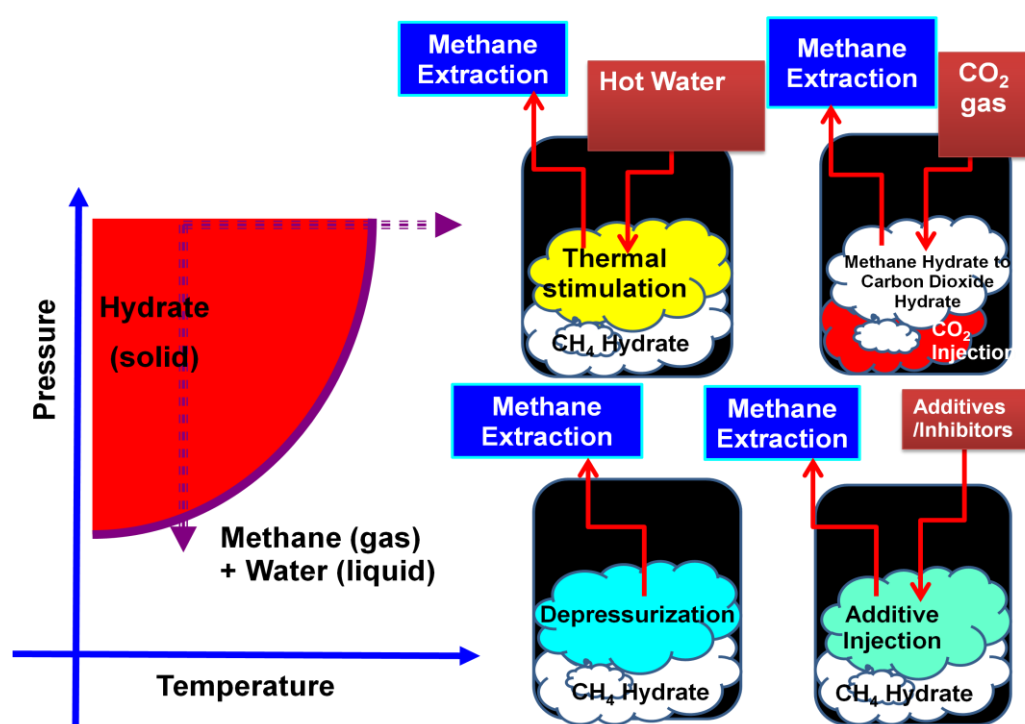 Pressure
Hydrate
(solid)
Methane (gas)
+ Water (liquid)
Temperature
Methane
Extraction
Hot Water
Thermal
stimulation
CH₄ Hydrate
Methane
Extraction
CO₂
gas
Methane Hydrate to
Carbon Dioxide
Hydrate
CO₂
Injection
Methane
Extraction
Depressurization
CH₄ Hydrate
Methane
Extraction
Additives
/Inhibitors
Additive
Injection
CH₄ Hydrate